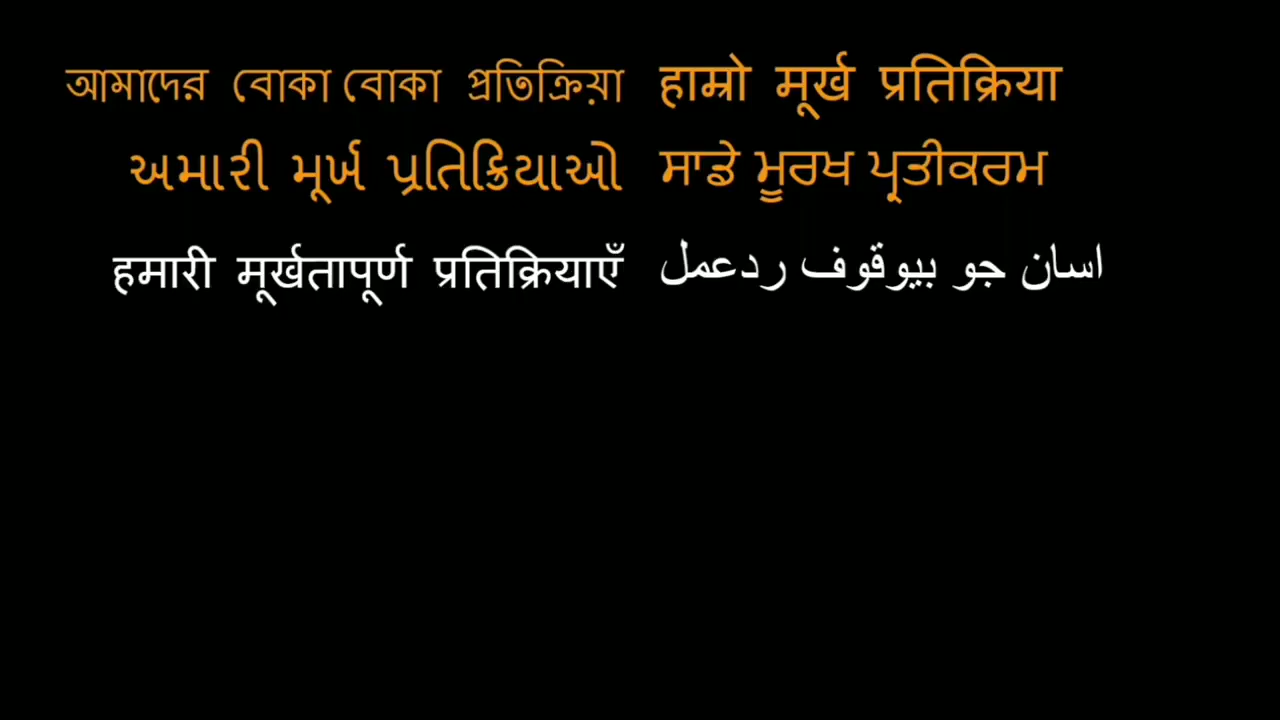 আমাদের বোকা বোকা প্রতিক্রিয়া हाम्रो मूर्ख प्रतिक्रिया
અમારી મૂર્ખ પ્રતિક્રિયાઓ ਸਾਡੇ ਮੂਰਖ ਪ੍ਰਤੀਕਰਮ
हमारी मूर्खतापूर्ण प्रतिक्रियाएँ اسان جو بيوقوف ردعمل